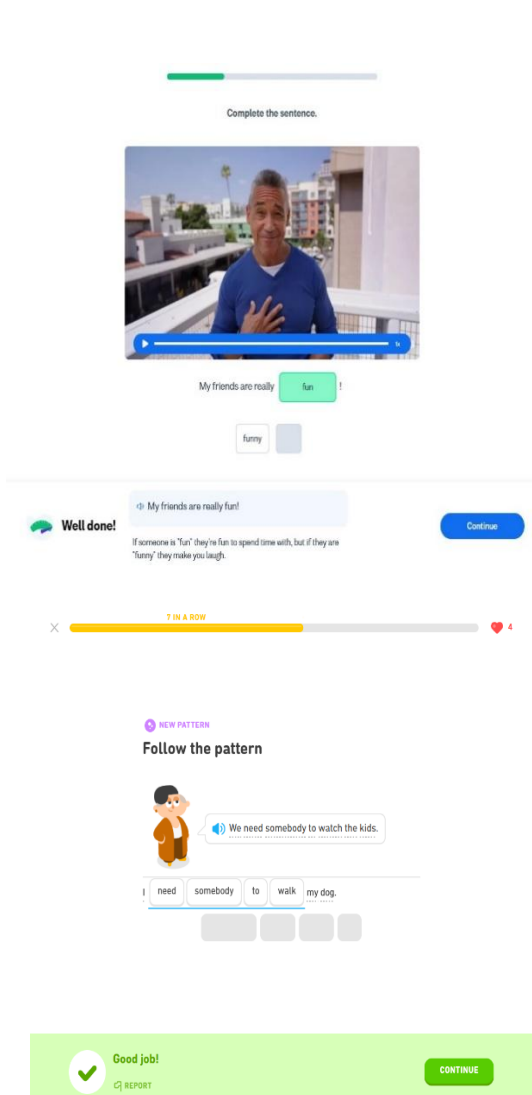 Complete the sentence.
1x
My friends are really fun !
funny
Well done!
My friends are really fun!
If someone is "fun" they're fun to spend time with, but if they are
"funny" they make you laugh.
Continue
7 IN A ROW
4
NEW PATTERN
Follow the pattern
We need somebody to watch the kids.
I need somebody to walk my dog.
Good job!
REPORT
CONTINUE